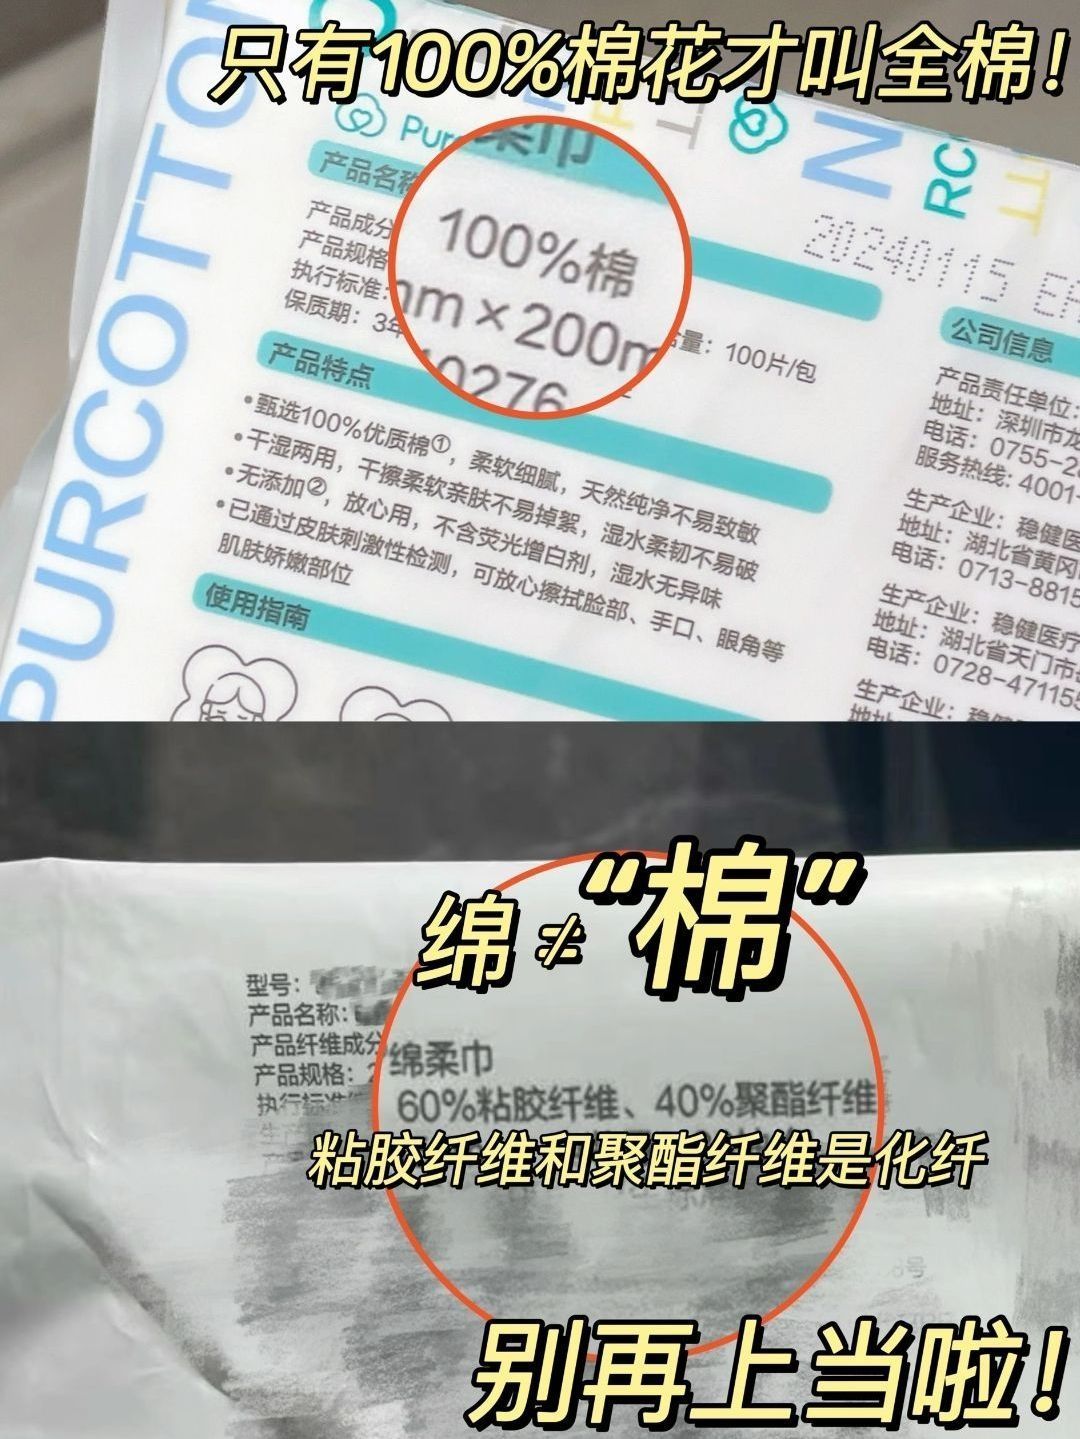 只有100%棉花才叫全棉!
PURCOTTON
产品名称
柔巾
产品成分
100%棉
产品规格
mm×200m
含量：100片/包
执行标准：
0276
保质期：3年
产品特点
•甄选100%优质棉①，柔软细腻，天然纯净不易致敏
•干湿两用，干擦柔软亲肤不易掉絮，湿水柔韧不易破
•无添加②，放心用，不含荧光增白剂，湿水无异味
•已通过皮肤刺激性检测，可放心擦拭脸部、手口、眼角等
肌肤娇嫩部位
使用指南
20240115
公司信息
产品责任单位：
地址：深圳市龙
电话：0755-2
服务热线：4001-
生产企业：稳健医
地址：湖北省黄冈
电话：0713-8815
生产企业：稳健医疗
地址：湖北省天门市
电话：0728-471155
生产企业：稳
绵≠“棉”
型号：
产品名称：
绵柔巾
产品纤维成分
60%粘胶纤维、40%聚酯纤维
产品规格：2
执行标准
粘胶纤维和聚酯纤维是化纤
号
别再上当啦!